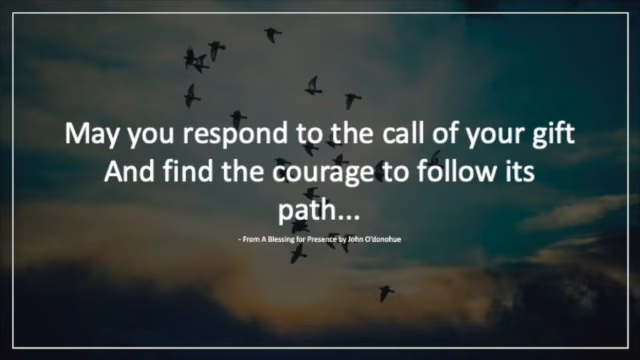 May you respond to the call of your gift
And find the courage to follow its
path...
- From A Blessing for Presence by John O'donohue